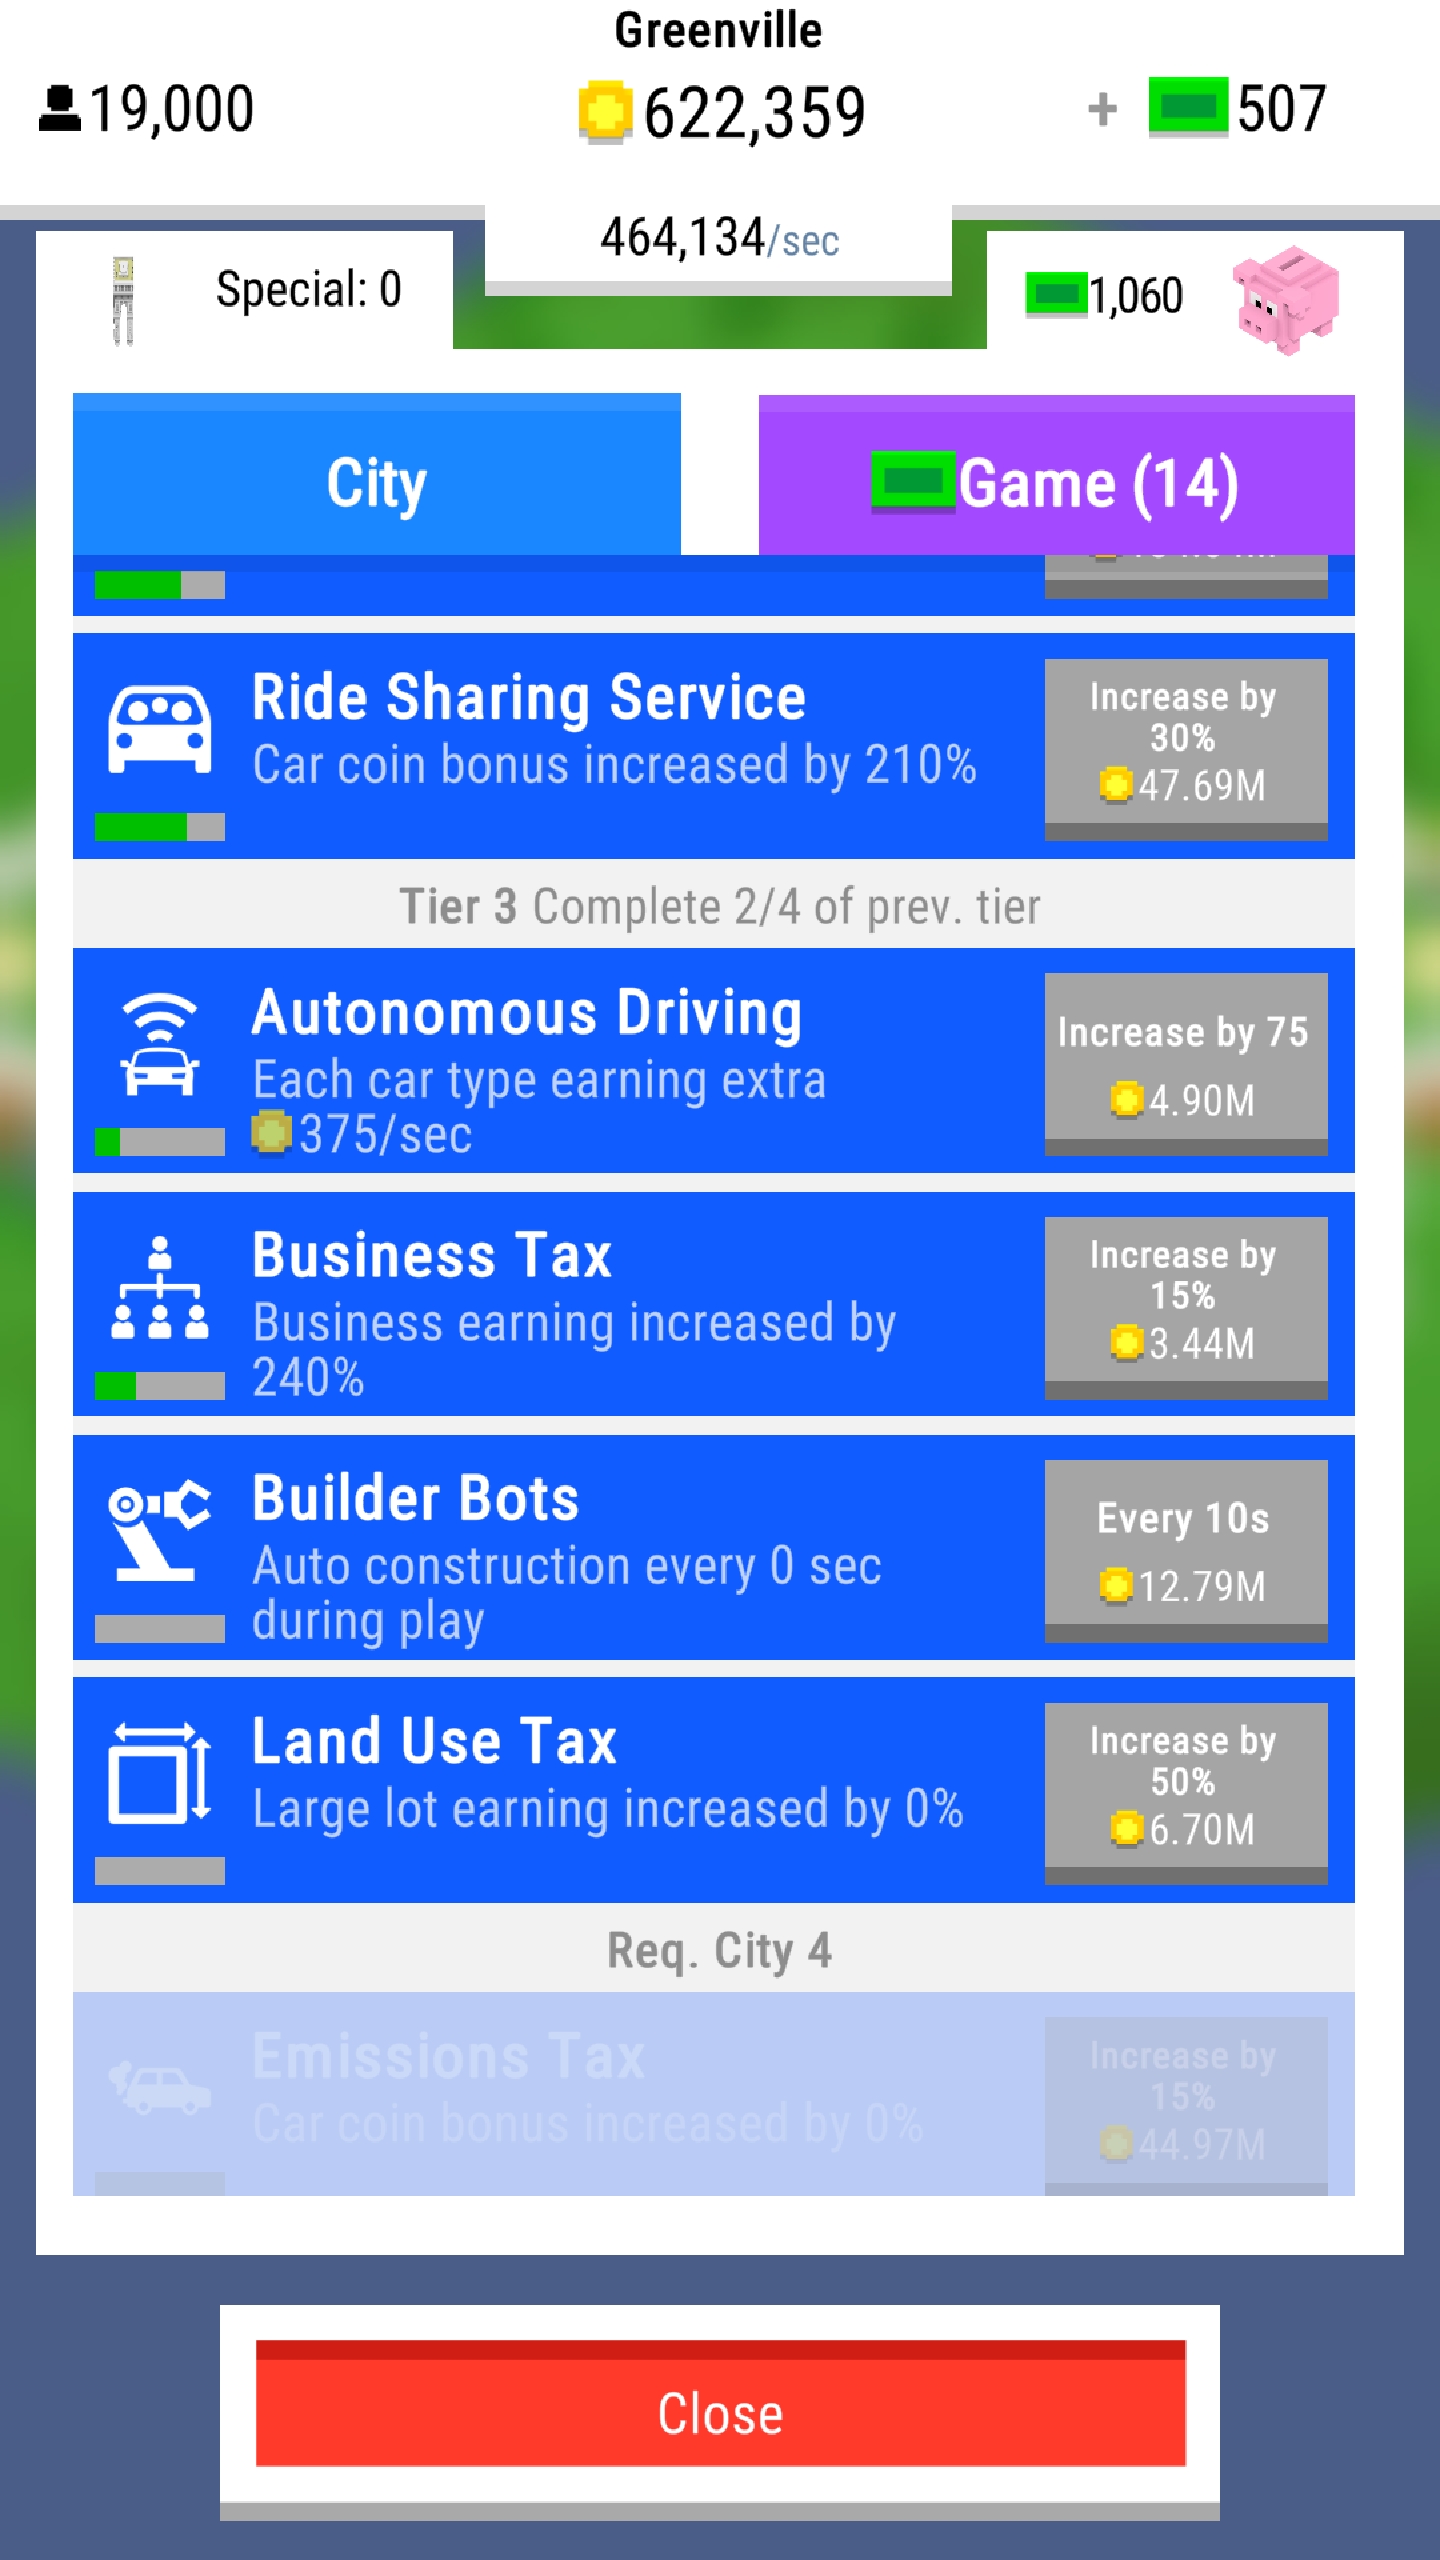 Greenville
19,000
622,359
+ 507
464,134/sec
Special: 0
1,060
City
Game (14)
Ride Sharing Service
Car coin bonus increased by 210%
Increase by
30%
47.69M
Tier 3 Complete 2/4 of prev. tier
Autonomous Driving
Each car type earning extra
375/sec
Increase by 75
4.90M
Business Tax
Business earning increased by
240%
Increase by
15%
3.44M
Builder Bots
Auto construction every 0 sec
during play
Every 10s
12.79M
Land Use Tax
Large lot earning increased by 0%
Increase by
50%
6.70M
Req. City 4
Emissions Tax
Car coin bonus increased by 0%
Increase by
15%
44.97M
Close